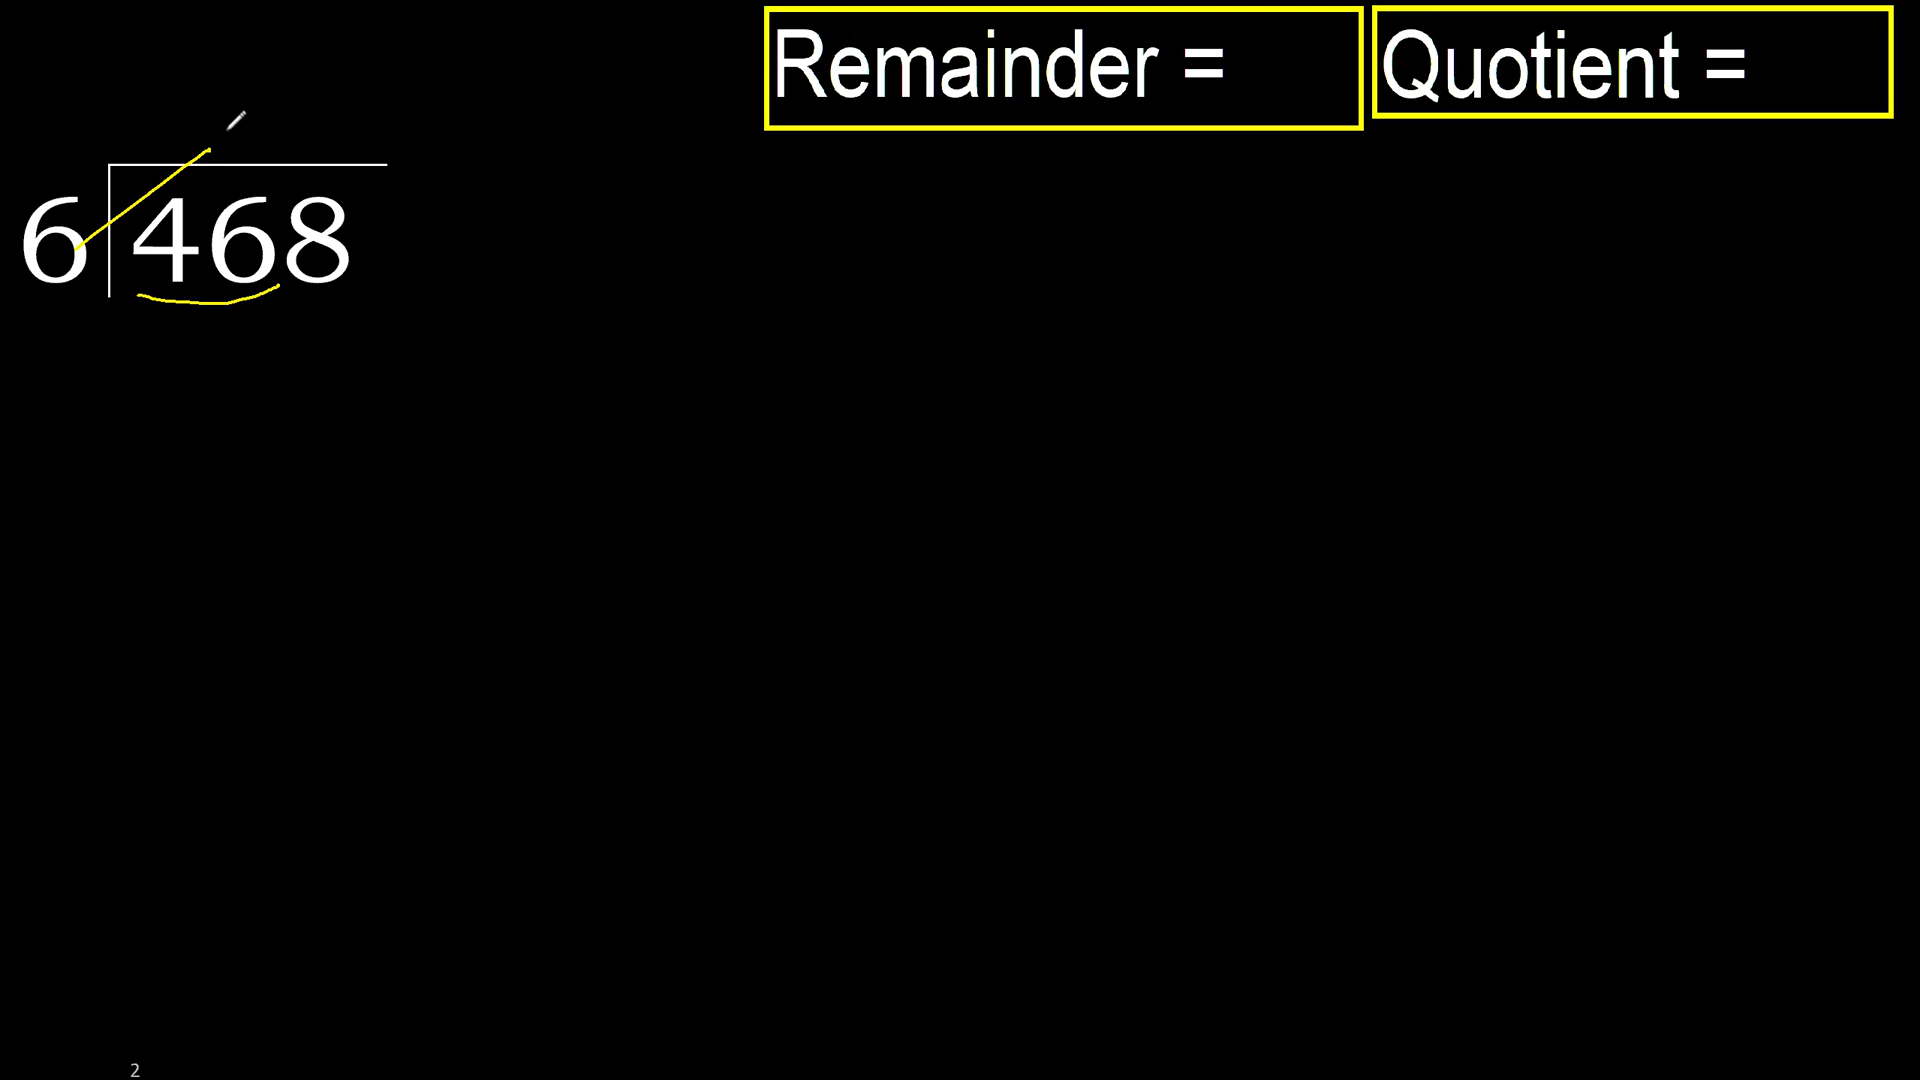 Remainder =
Quotient =
6 468
2